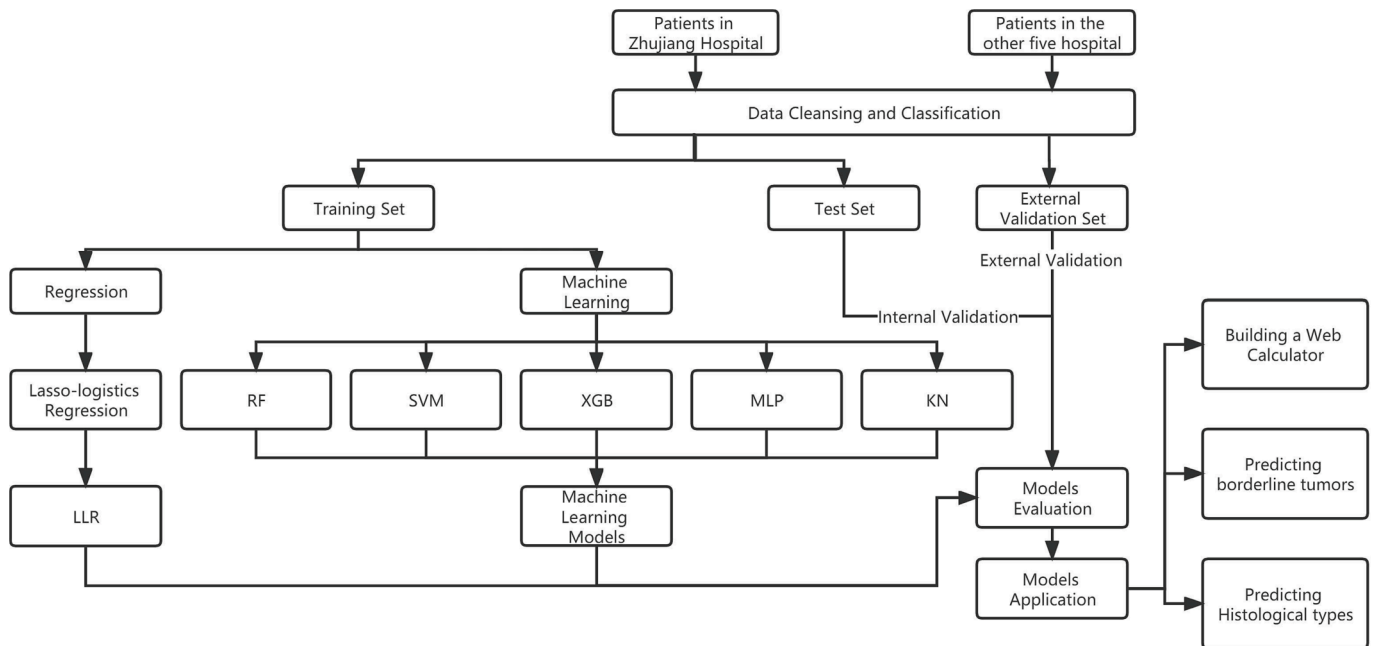 Patients in
Zhujiang Hospital
Patients in the
other five hospital
Data Cleansing and Classification
Training Set
Test Set
External
Validation Set
External Validation
Regression
Machine
Learning
Internal Validation
Building a Web
Calculator
Lasso-logistics
Regression
RF
SVM
XGB
MLP
KN
Predicting
borderline tumors
LLR
Machine
Learning
Models
Models
Evaluation
Models
Application
Predicting
Histological types